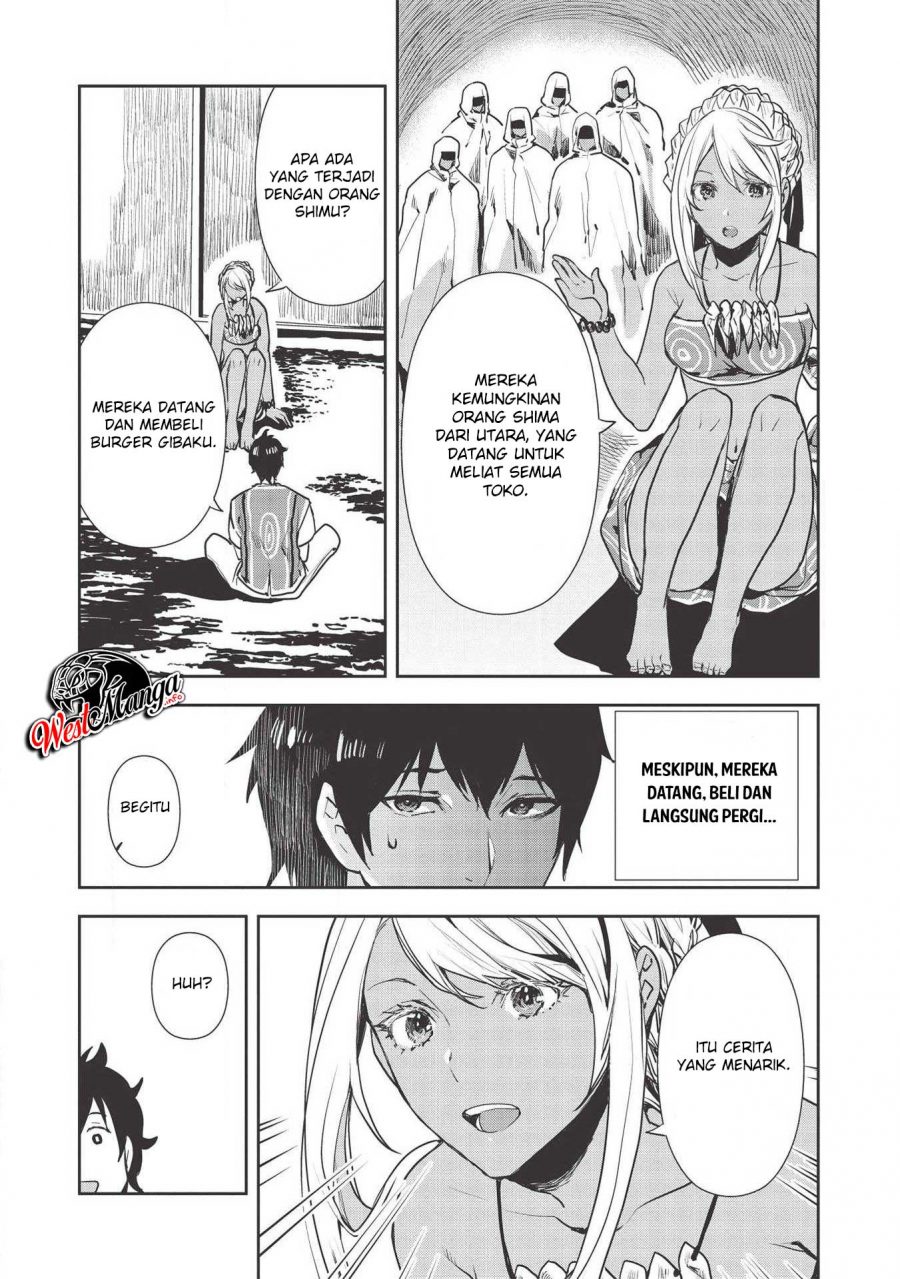 MEREKA
KEMUNGKINAN
ORANG SHIMA
DARI UTARA, YANG
DATANG UNTUK
MELIAT SEMUA
TOKO.
APA ADA
YANG TERJADI
DENGAN ORANG
SHIMU?
MEREKA DATANG
DAN MEMBELI
BURGER GIBAKU.
WestManga
.info
MESKIPUN, MEREKA
DATANG, BELI DAN
LANGSUNG PERGI...
BEGITU
ITU CERITA
YANG MENARIK.
HUH?